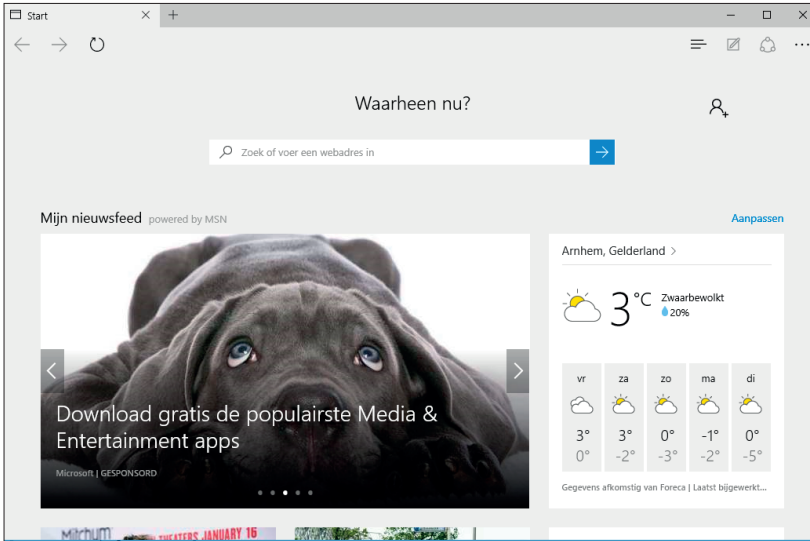 Start
Waarheen nu?
Zoek of voer een webadres in
Mijn nieuwsfeed powered by MSN
Aanpassen
Download gratis de populairste Media &
Entertainment apps
Microsoft | GESPONSORD
Arnhem, Gelderland
3°C Zwaarbewolkt
20%
vr za zo ma di
3° 3° 0° -1° 0°
0° -2° -3° -2° -5°
Gegevens afkomstig van Foreca | Laatst bijgewerkt...
Mitchum
THEATERS JANUARY 16